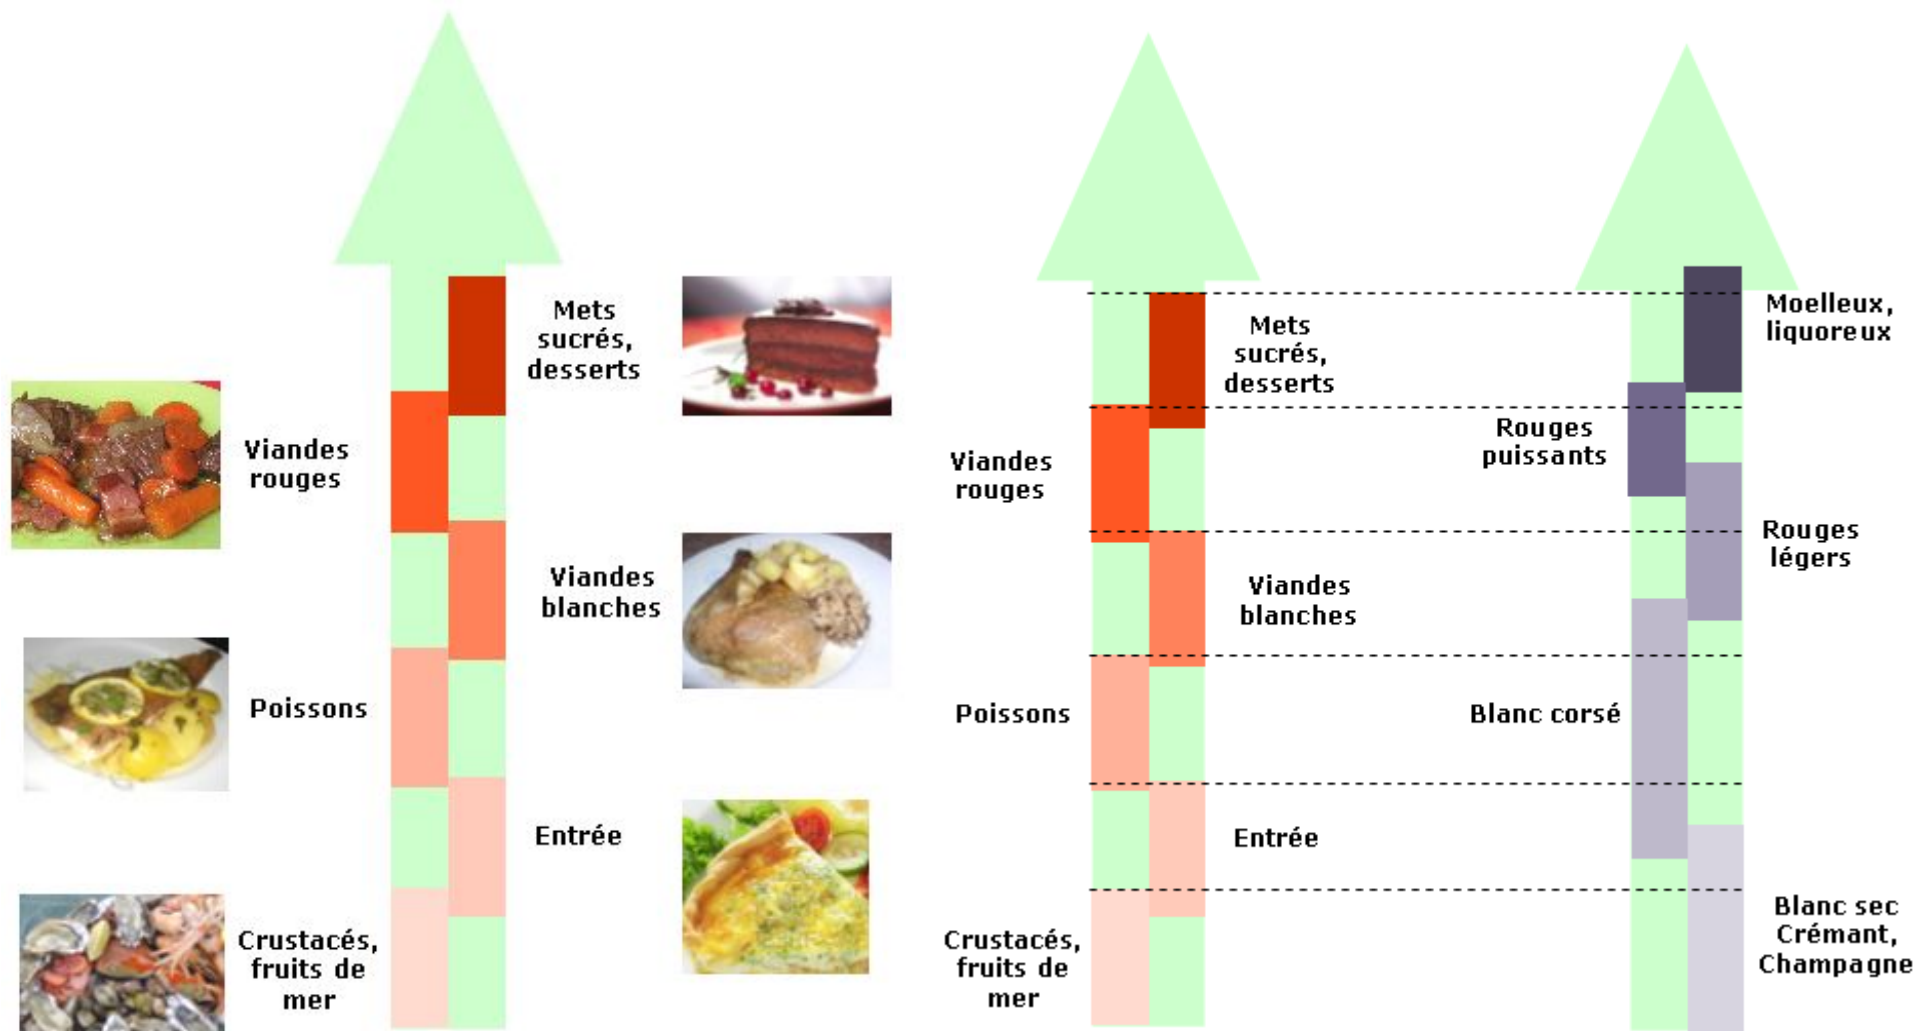 Mets
sucrés,
desserts
Viandes
rouges
Viandes
blanches
Poissons
Entrée
Crustacés,
fruits de
mer
Mets
sucrés,
desserts
Viandes
rouges
Viandes
blanches
Poissons
Entrée
Crustacés,
fruits de
mer
Moelleux,
liquoreux
Rouges
puissants
Rouges
légers
Blanc corsé
Blanc sec
Crémant,
Champagne